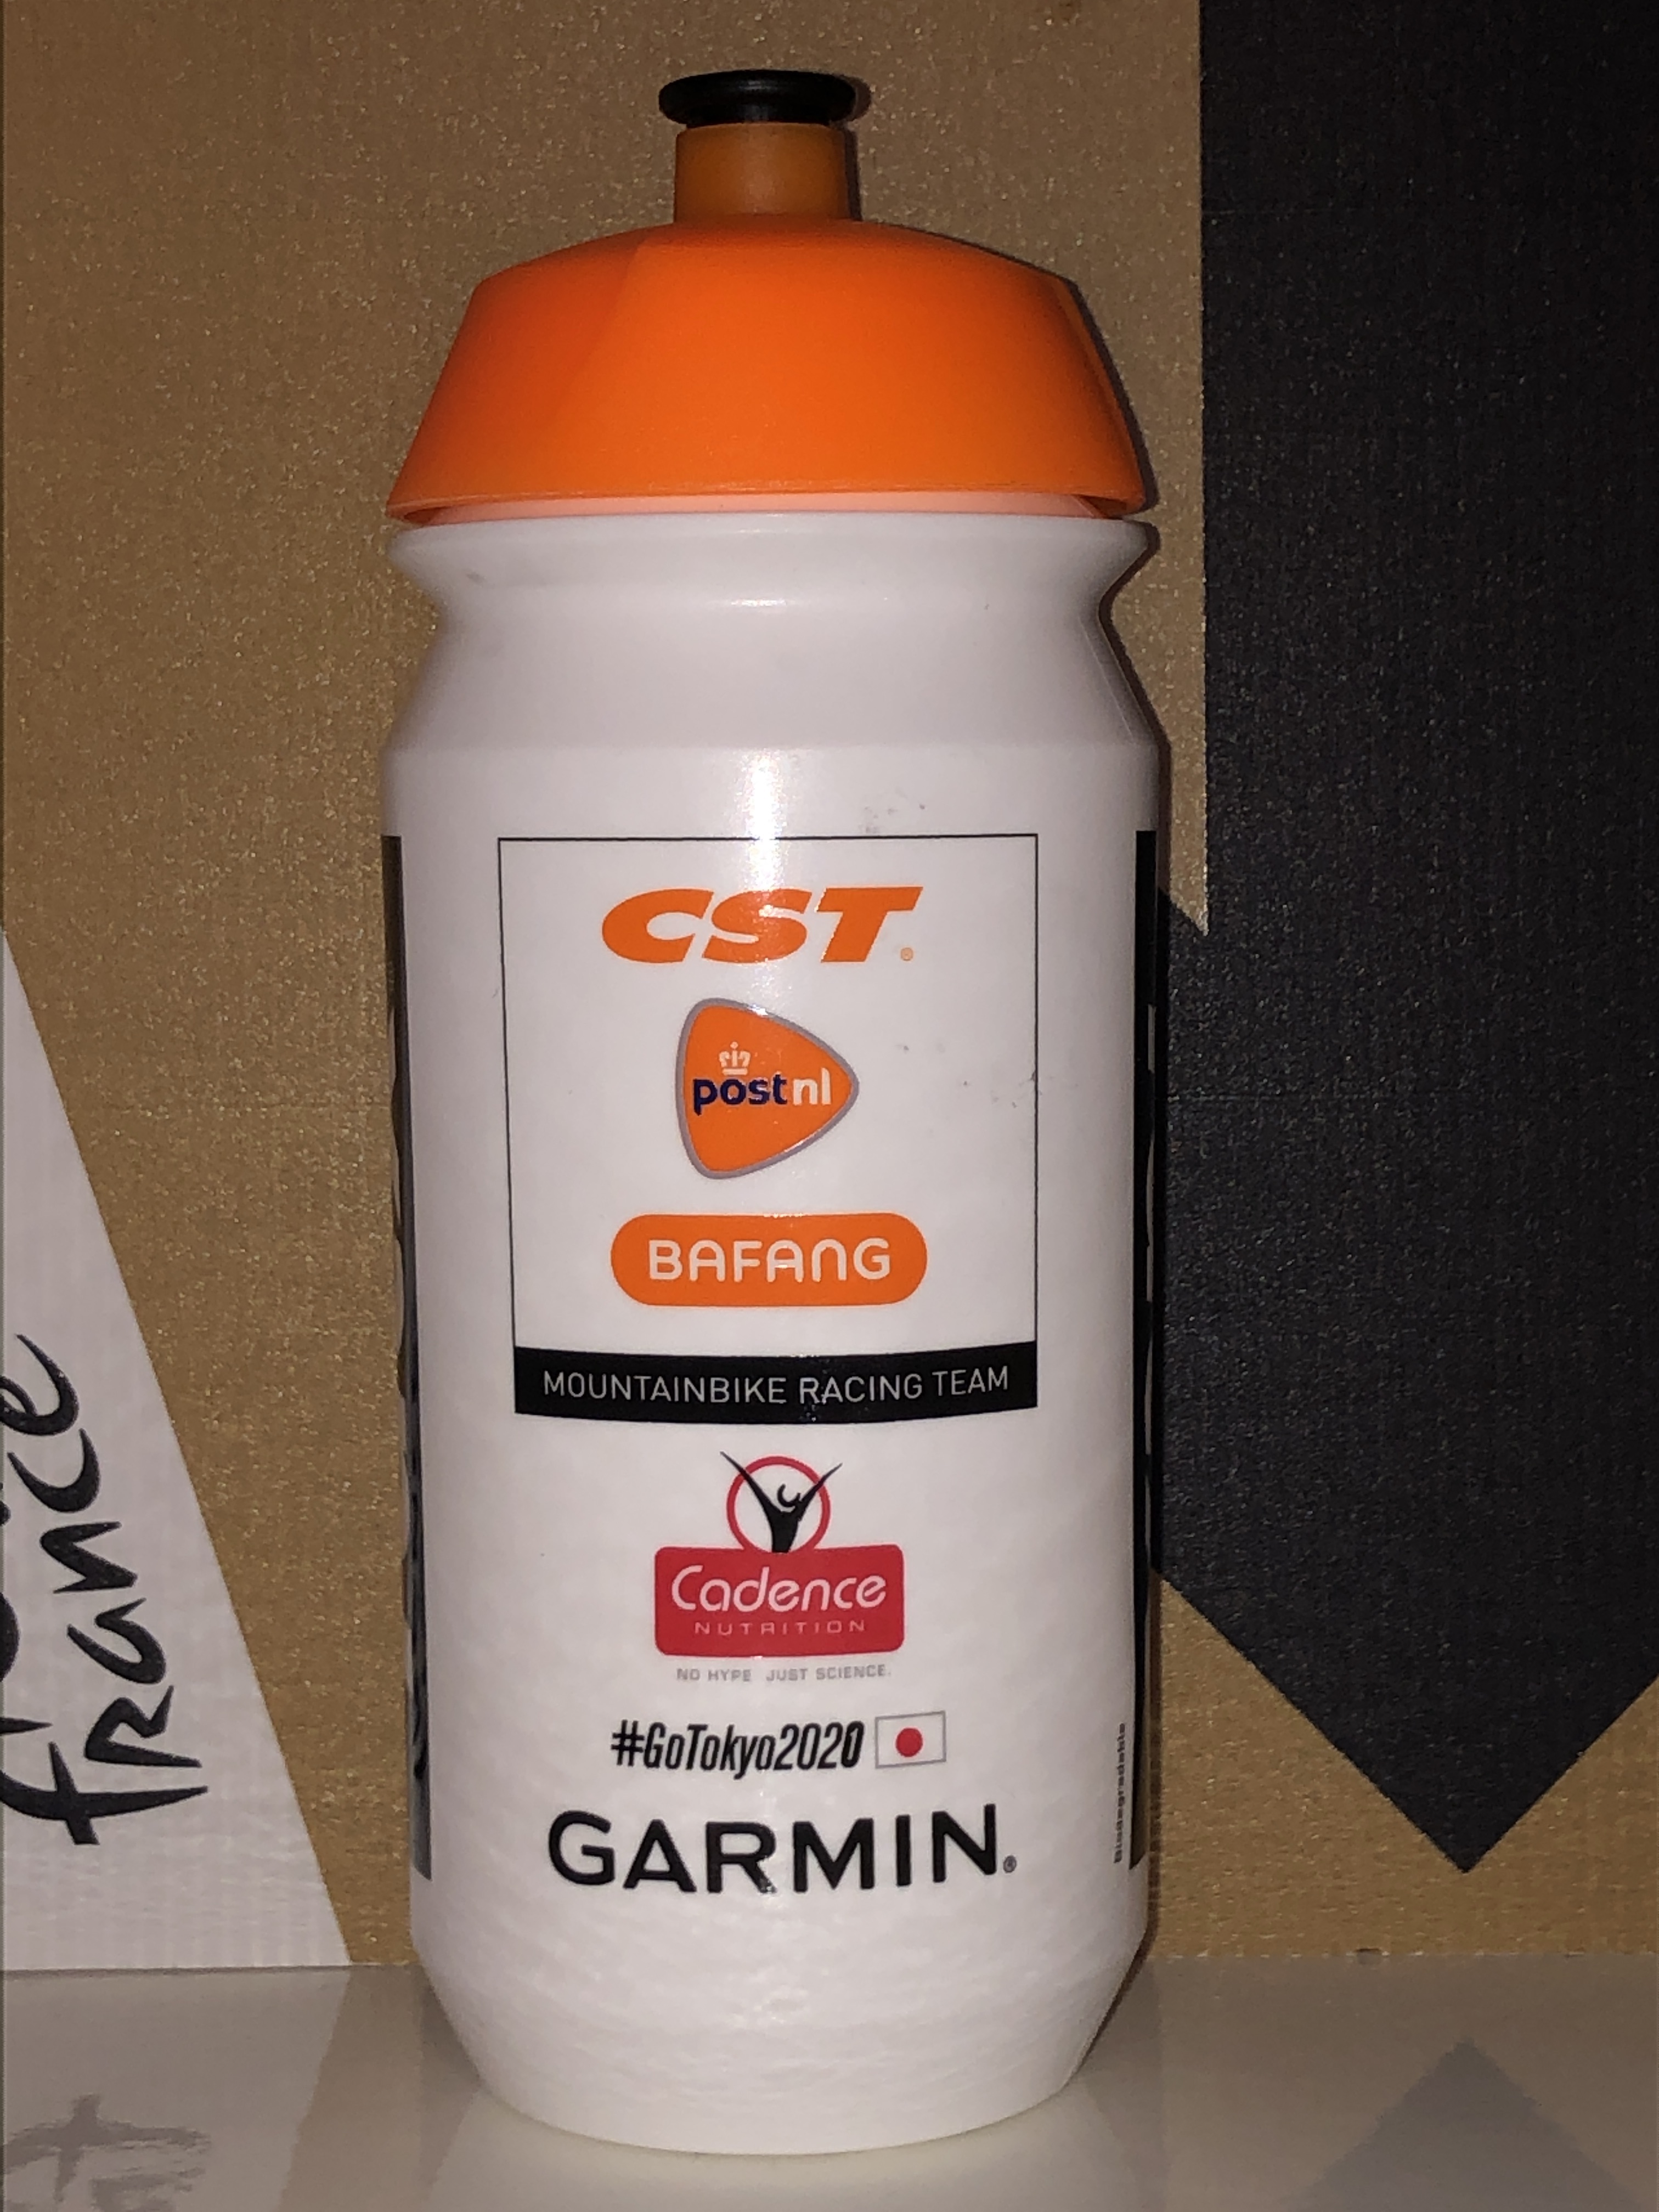 CST®
postnl
BAFANG
MOUNTAINBIKE RACING TEAM
Cadence
NUTRITION
NO HYPE JUST SCIENCE.
#GoTokyo2020
GARMIN®
Biodegradable
france